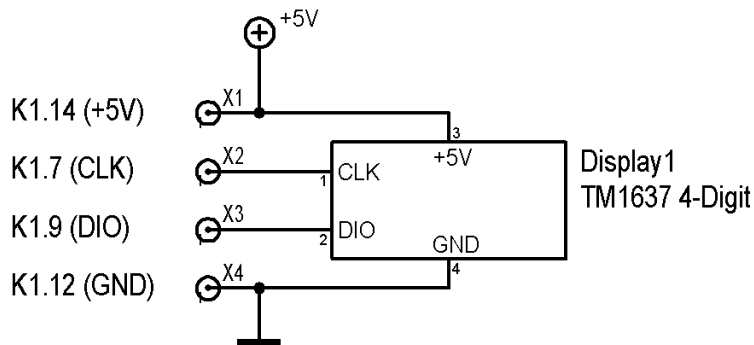 +5V
K1.14 (+5V)
X1
3
+5V
K1.7 (CLK)
X2
1
CLK
Display1
TM1637 4-Digit
K1.9 (DIO)
X3
2
DIO
GND
4
K1.12 (GND)
X4